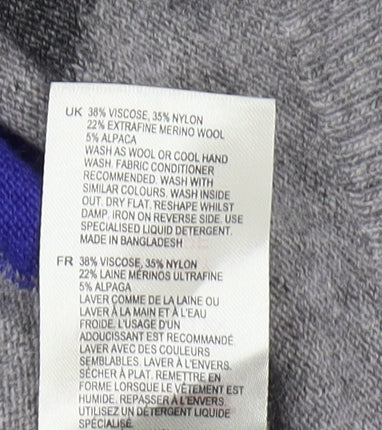 UK 38% VISCOSE, 35% NYLON
22% EXTRAFINE MERINO WOOL
5% ALPACA
WASH AS WOOL OR COOL HAND
WASH. FABRIC CONDITIONER
RECOMMENDED. WASH WITH
SIMILAR COLOURS. WASH INSIDE
OUT. DRY FLAT. RESHAPE WHILST
DAMP. IRON ON REVERSE SIDE. USE
SPECIALISED LIQUID DETERGENT.
MADE IN BANGLADESH
FR 38% VISCOSE, 35% NYLON
22% LAINE MÉRINOS ULTRAFINE
5% ALPAGA
LAVER COMME DE LA LAINE OU
LAVER À LA MAIN ET À L'EAU
FROIDE. L'USAGE D'UN
ADOUCISSANT EST RECOMMANDÉ.
LAVER AVEC DES COULEURS
SEMBLABLES. LAVER À L'ENVERS.
SÉCHER À PLAT. REMETTRE EN
FORME LORSQUE LE VÊTEMENT EST
HUMIDE. REPASSER À L'ENVERS.
UTILISEZ UN DÉTERGENT LIQUIDE
SPÉCIALISÉ.